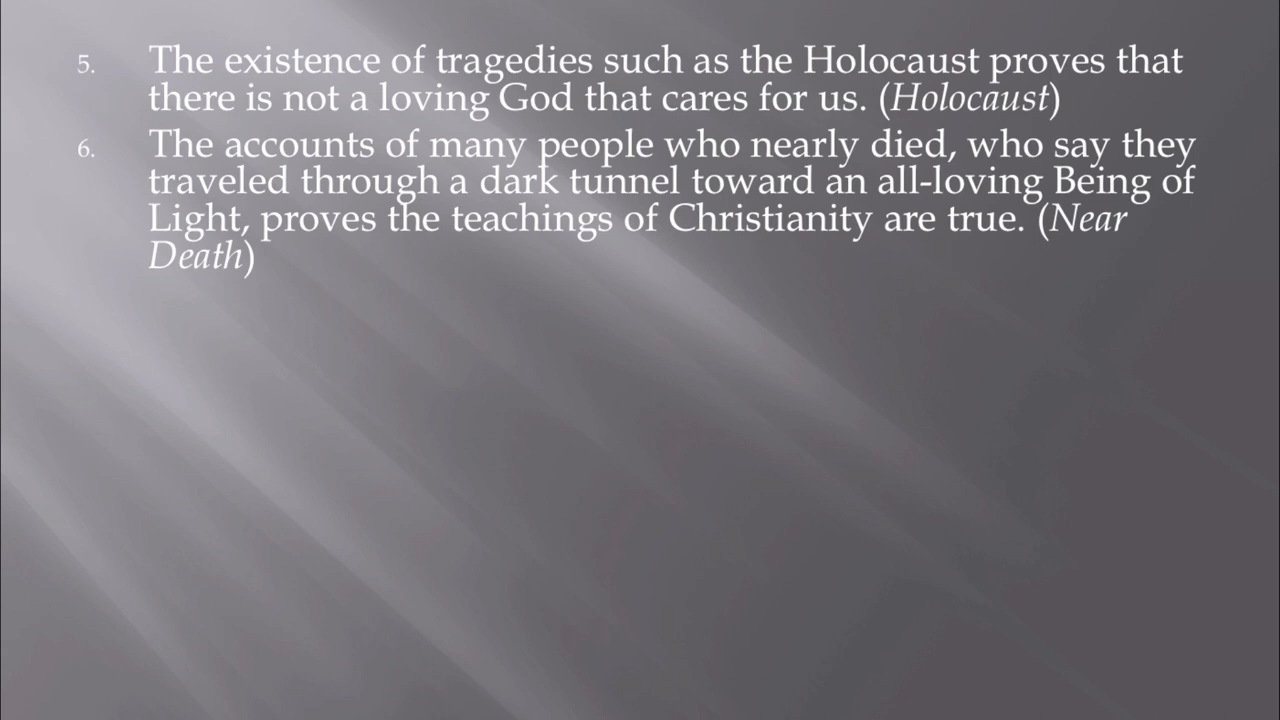 5. The existence of tragedies such as the Holocaust proves that
there is not a loving God that cares for us. (Holocaust)
6. The accounts of many people who nearly died, who say they
traveled through a dark tunnel toward an all-loving Being of
Light, proves the teachings of Christianity are true. (Near
Death)